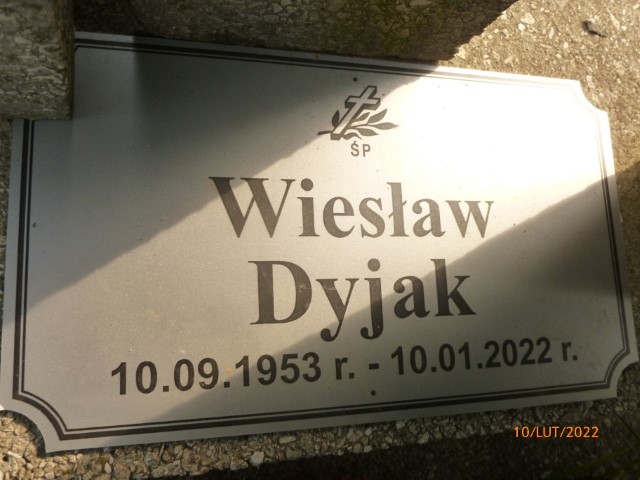 ŚP
Wiesław
Dyjak
10.09.1953 r. - 10.01.2022 r.
10/LUT/2022